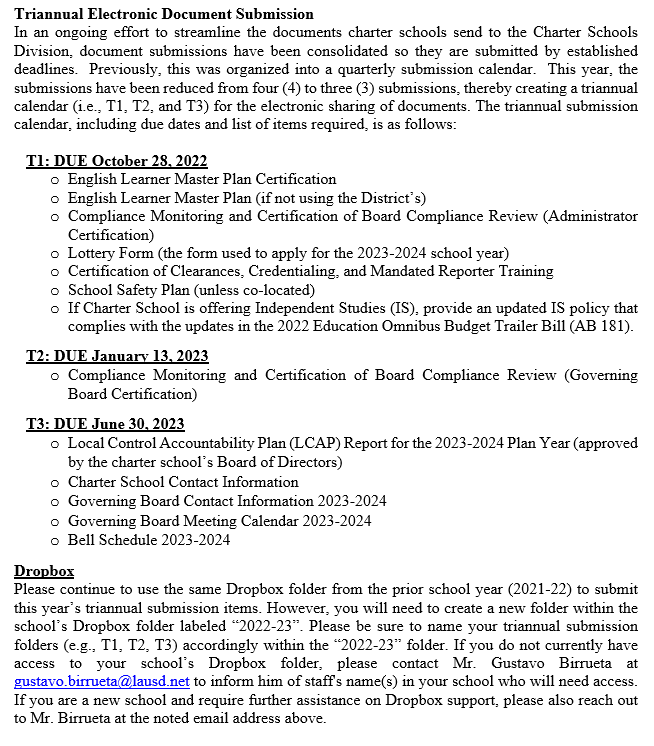 Triannual Electronic Document Submission
In an ongoing effort to streamline the documents charter schools send to the Charter Schools
Division, document submissions have been consolidated so they are submitted by established
deadlines. Previously, this was organized into a quarterly submission calendar. This year, the
submissions have been reduced from four (4) to three (3) submissions, thereby creating a triannual
calendar (i.e., T1, T2, and T3) for the electronic sharing of documents. The triannual submission
calendar, including due dates and list of items required, is as follows:
T1: DUE October 28, 2022
o English Learner Master Plan Certification
o English Learner Master Plan (if not using the District's)
o Compliance Monitoring and Certification of Board Compliance Review (Administrator
Certification)
o Lottery Form (the form used to apply for the 2023-2024 school year)
o Certification of Clearances, Credentialing, and Mandated Reporter Training
o School Safety Plan (unless co-located)
o If Charter School is offering Independent Studies (IS), provide an updated IS policy that
complies with the updates in the 2022 Education Omnibus Budget Trailer Bill (AB 181).
T2: DUE January 13, 2023
o Compliance Monitoring and Certification of Board Compliance Review (Governing
Board Certification)
T3: DUE June 30, 2023
o Local Control Accountability Plan (LCAP) Report for the 2023-2024 Plan Year (approved
by the charter school's Board of Directors)
o Charter School Contact Information
o Governing Board Contact Information 2023-2024
o Governing Board Meeting Calendar 2023-2024
o Bell Schedule 2023-2024
Dropbox
Please continue to use the same Dropbox folder from the prior school year (2021-22) to submit
this year's triannual submission items. However, you will need to create a new folder within the
school's Dropbox folder labeled "2022-23". Please be sure to name your triannual submission
folders (e.g., T1, T2, T3) accordingly within the "2022-23" folder. If you do not currently have
access to your school's Dropbox folder, please contact Mr. Gustavo Birrueta at
gustavo.birrueta@lausd.net to inform him of staff's name(s) in your school who will need access.
If you are a new school and require further assistance on Dropbox support, please also reach out
to Mr. Birrueta at the noted email address above.